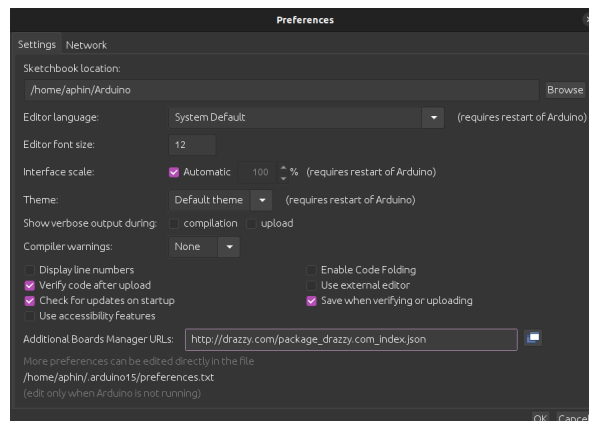 Preferences
Settings Network
Sketchbook location:
/home/aphin/Arduino Browse
Editor language: System Default (requires restart of Arduino)
Editor font size: 12
Interface scale: Automatic 100 % (requires restart of Arduino)
Theme: Default theme (requires restart of Arduino)
Show verbose output during: compilation upload
Compiler warnings: None
Display line numbers Enable Code Folding
Verify code after upload Use external editor
Check for updates on startup Save when verifying or uploading
Use accessibility features
Additional Boards Manager URLs: http://drazzy.com/package_drazzy.com_index.json
More preferences can be edited directly in the file
/home/aphin/.arduino15/preferences.txt
(edit only when Arduino is not running)
OK Cancel